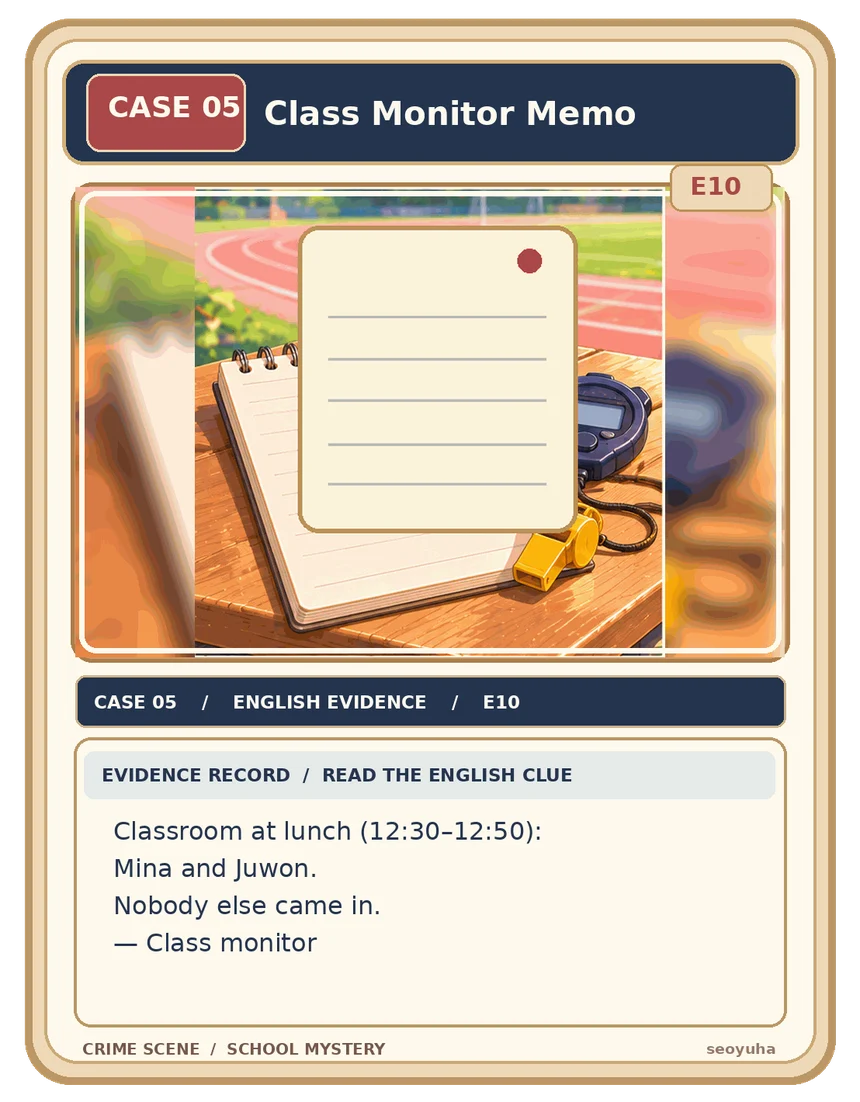 CASE 05
Class Monitor Memo
E10
CASE 05 / ENGLISH EVIDENCE / E10
EVIDENCE RECORD / READ THE ENGLISH CLUE
Classroom at lunch (12:30–12:50):
Mina and Juwon.
Nobody else came in.
— Class monitor
CRIME SCENE / SCHOOL MYSTERY
seoyuha